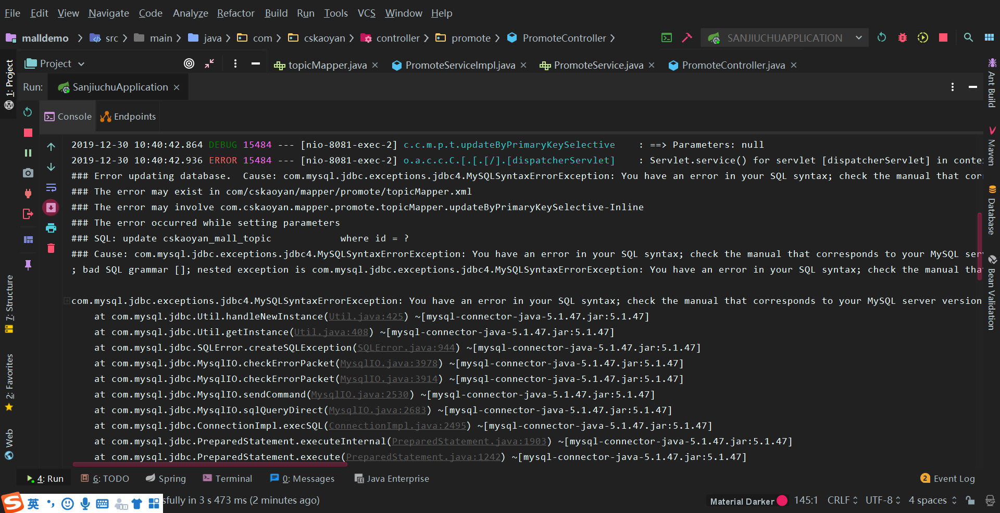 File Edit View Navigate Code Analyze Refactor Build Run Tools VCS Window Help
malldemo src main java com cskaoyan controller promote PromoteController SANJIUCHUAPPLICATION
Project topicMapper.java PromoteServiceImpl.java PromoteService.java PromoteController.java
Run: SanjiuchuApplication
Console Endpoints
2019-12-30 10:40:42.864 DEBUG 15484 --- [nio-8081-exec-2] c.c.m.p.t.updateByPrimaryKeySelective : ==> Parameters: null
2019-12-30 10:40:42.936 ERROR 15484 --- [nio-8081-exec-2] o.a.c.c.C.[.[.[/].[dispatcherServlet] : Servlet.service() for servlet [dispatcherServlet] in conte
### Error updating database.  Cause: com.mysql.jdbc.exceptions.jdbc4.MySQLSyntaxErrorException: You have an error in your SQL syntax; check the manual that cor
### The error may exist in com/cskaoyan/mapper/promote/topicMapper.xml
### The error may involve com.cskaoyan.mapper.promote.topicMapper.updateByPrimaryKeySelective-Inline
### The error occurred while setting parameters
### SQL: update cskaoyan_mall_topic            where id = ?
### Cause: com.mysql.jdbc.exceptions.jdbc4.MySQLSyntaxErrorException: You have an error in your SQL syntax; check the manual that corresponds to your MySQL ser
; bad SQL grammar []; nested exception is com.mysql.jdbc.exceptions.jdbc4.MySQLSyntaxErrorException: You have an error in your SQL syntax; check the manual tha
com.mysql.jdbc.exceptions.jdbc4.MySQLSyntaxErrorException: You have an error in your SQL syntax; check the manual that corresponds to your MySQL server version
at com.mysql.jdbc.Util.handleNewInstance(Util.java:425) ~[mysql-connector-java-5.1.47.jar:5.1.47]
at com.mysql.jdbc.Util.getInstance(Util.java:408) ~[mysql-connector-java-5.1.47.jar:5.1.47]
at com.mysql.jdbc.SQLError.createSQLException(SQLError.java:944) ~[mysql-connector-java-5.1.47.jar:5.1.47]
at com.mysql.jdbc.MysqlIO.checkErrorPacket(MysqlIO.java:3978) ~[mysql-connector-java-5.1.47.jar:5.1.47]
at com.mysql.jdbc.MysqlIO.checkErrorPacket(MysqlIO.java:3914) ~[mysql-connector-java-5.1.47.jar:5.1.47]
at com.mysql.jdbc.MysqlIO.sendCommand(MysqlIO.java:2530) ~[mysql-connector-java-5.1.47.jar:5.1.47]
at com.mysql.jdbc.MysqlIO.sqlQueryDirect(MysqlIO.java:2683) ~[mysql-connector-java-5.1.47.jar:5.1.47]
at com.mysql.jdbc.ConnectionImpl.execSQL(ConnectionImpl.java:2495) ~[mysql-connector-java-5.1.47.jar:5.1.47]
at com.mysql.jdbc.PreparedStatement.executeInternal(PreparedStatement.java:1903) ~[mysql-connector-java-5.1.47.jar:5.1.47]
at com.mysql.jdbc.PreparedStatement.execute(PreparedStatement.java:1242) ~[mysql-connector-java-5.1.47.jar:5.1.47]
1: Project
7: Structure
2: Favorites
Web
Ant Build
Maven
Database
Bean Validation
4: Run 6: TODO Spring Terminal 0: Messages Java Enterprise 2 Event Log
英 sfully in 3 s 473 ms (2 minutes ago) Material Darker 145:1 CRLF UTF-8 4 spaces